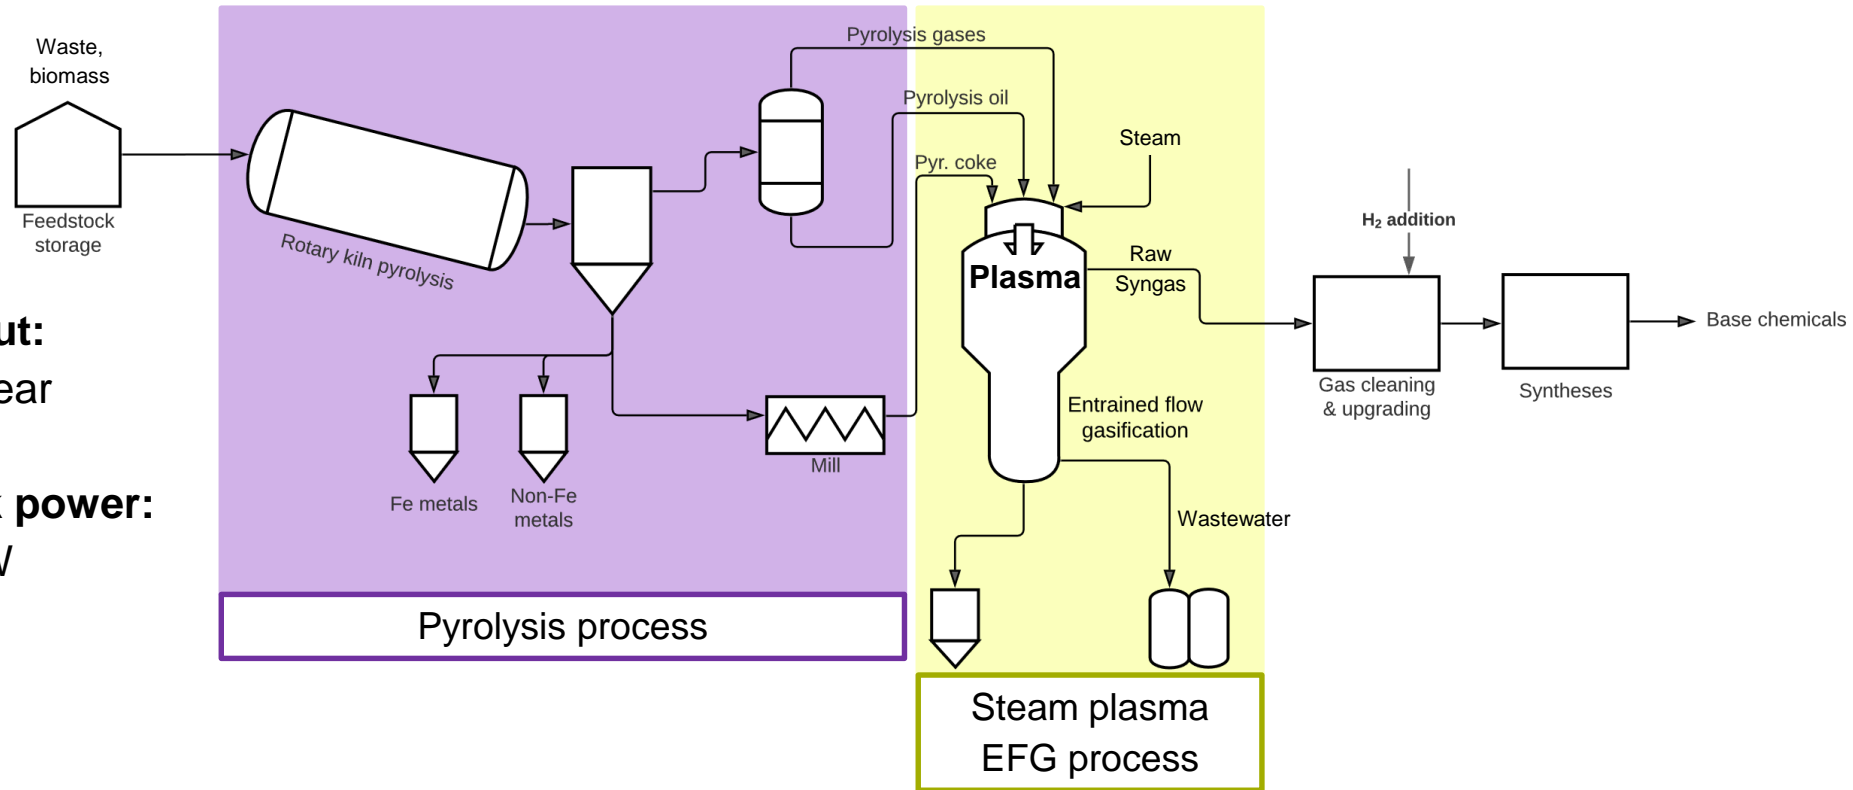 Waste,
biomass
Feedstock
storage
Rotary kiln pyrolysis
Pyrolysis gases
Pyrolysis oil
Pyr. coke
Steam
Plasma
Raw
Syngas
H₂ addition
Gas cleaning
& upgrading
Syntheses
Base chemicals
Entrained flow
gasification
Mill
Fe metals
Non-Fe
metals
Wastewater
power:
Pyrolysis process
Steam plasma
EFG process